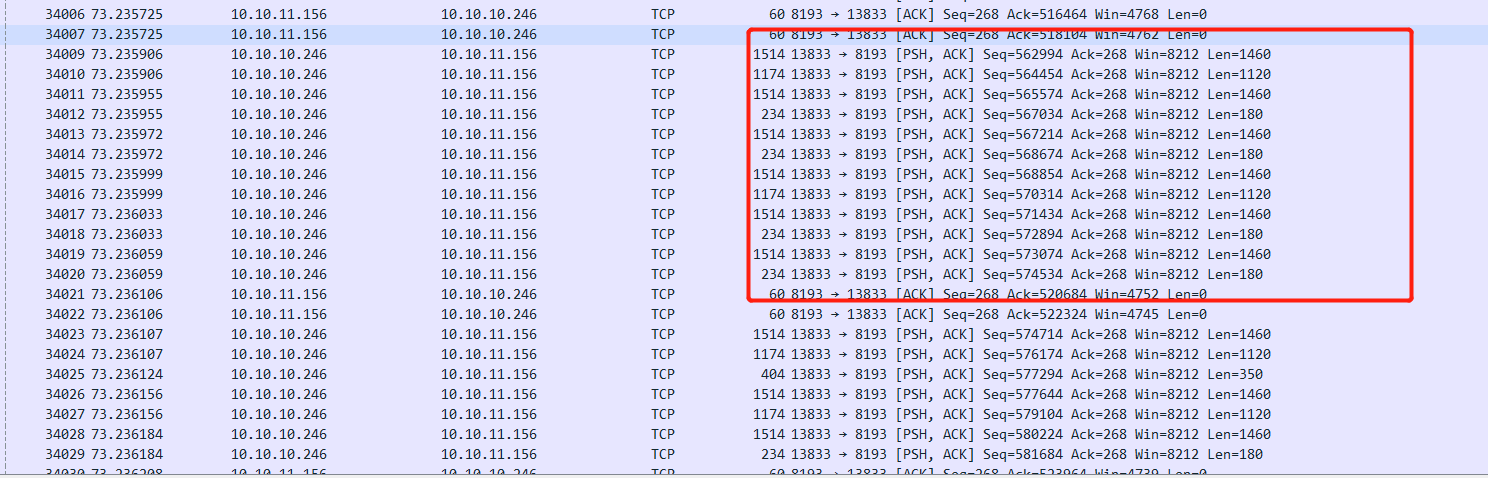 34006 73.235725 10.10.11.156 10.10.10.246 TCP 60 8193 → 13833 [ACK] Seq=268 Ack=516464 Win=4768 Len=0
34007 73.235725 10.10.11.156 10.10.10.246 TCP 60 8193 → 13833 [ACK] Seq=268 Ack=518104 Win=4762 Len=0
34009 73.235906 10.10.10.246 10.10.11.156 TCP 1514 13833 → 8193 [PSH, ACK] Seq=562994 Ack=268 Win=8212 Len=1460
34010 73.235906 10.10.10.246 10.10.11.156 TCP 1174 13833 → 8193 [PSH, ACK] Seq=564454 Ack=268 Win=8212 Len=1120
34011 73.235955 10.10.10.246 10.10.11.156 TCP 1514 13833 → 8193 [PSH, ACK] Seq=565574 Ack=268 Win=8212 Len=1460
34012 73.235955 10.10.10.246 10.10.11.156 TCP 234 13833 → 8193 [PSH, ACK] Seq=567034 Ack=268 Win=8212 Len=180
34013 73.235972 10.10.10.246 10.10.11.156 TCP 1514 13833 → 8193 [PSH, ACK] Seq=567214 Ack=268 Win=8212 Len=1460
34014 73.235972 10.10.10.246 10.10.11.156 TCP 234 13833 → 8193 [PSH, ACK] Seq=568674 Ack=268 Win=8212 Len=180
34015 73.235999 10.10.10.246 10.10.11.156 TCP 1514 13833 → 8193 [PSH, ACK] Seq=568854 Ack=268 Win=8212 Len=1460
34016 73.235999 10.10.10.246 10.10.11.156 TCP 1174 13833 → 8193 [PSH, ACK] Seq=570314 Ack=268 Win=8212 Len=1120
34017 73.236033 10.10.10.246 10.10.11.156 TCP 1514 13833 → 8193 [PSH, ACK] Seq=571434 Ack=268 Win=8212 Len=1460
34018 73.236033 10.10.10.246 10.10.11.156 TCP 234 13833 → 8193 [PSH, ACK] Seq=572894 Ack=268 Win=8212 Len=180
34019 73.236059 10.10.10.246 10.10.11.156 TCP 1514 13833 → 8193 [PSH, ACK] Seq=573074 Ack=268 Win=8212 Len=1460
34020 73.236059 10.10.10.246 10.10.11.156 TCP 234 13833 → 8193 [PSH, ACK] Seq=574534 Ack=268 Win=8212 Len=180
34021 73.236106 10.10.11.156 10.10.10.246 TCP 60 8193 → 13833 [ACK] Seq=268 Ack=520684 Win=4752 Len=0
34022 73.236106 10.10.11.156 10.10.10.246 TCP 60 8193 → 13833 [ACK] Seq=268 Ack=522324 Win=4745 Len=0
34023 73.236107 10.10.10.246 10.10.11.156 TCP 1514 13833 → 8193 [PSH, ACK] Seq=574714 Ack=268 Win=8212 Len=1460
34024 73.236107 10.10.10.246 10.10.11.156 TCP 1174 13833 → 8193 [PSH, ACK] Seq=576174 Ack=268 Win=8212 Len=1120
34025 73.236124 10.10.10.246 10.10.11.156 TCP 404 13833 → 8193 [PSH, ACK] Seq=577294 Ack=268 Win=8212 Len=350
34026 73.236156 10.10.10.246 10.10.11.156 TCP 1514 13833 → 8193 [PSH, ACK] Seq=577644 Ack=268 Win=8212 Len=1460
34027 73.236156 10.10.10.246 10.10.11.156 TCP 1174 13833 → 8193 [PSH, ACK] Seq=579104 Ack=268 Win=8212 Len=1120
34028 73.236184 10.10.10.246 10.10.11.156 TCP 1514 13833 → 8193 [PSH, ACK] Seq=580224 Ack=268 Win=8212 Len=1460
34029 73.236184 10.10.10.246 10.10.11.156 TCP 234 13833 → 8193 [PSH, ACK] Seq=581684 Ack=268 Win=8212 Len=180
34030 73.236208 10.10.11.156 10.10.10.246 TCP 60 8193 → 13833 [ACK] Seq=268 Ack=523964 Win=4739 Len=0